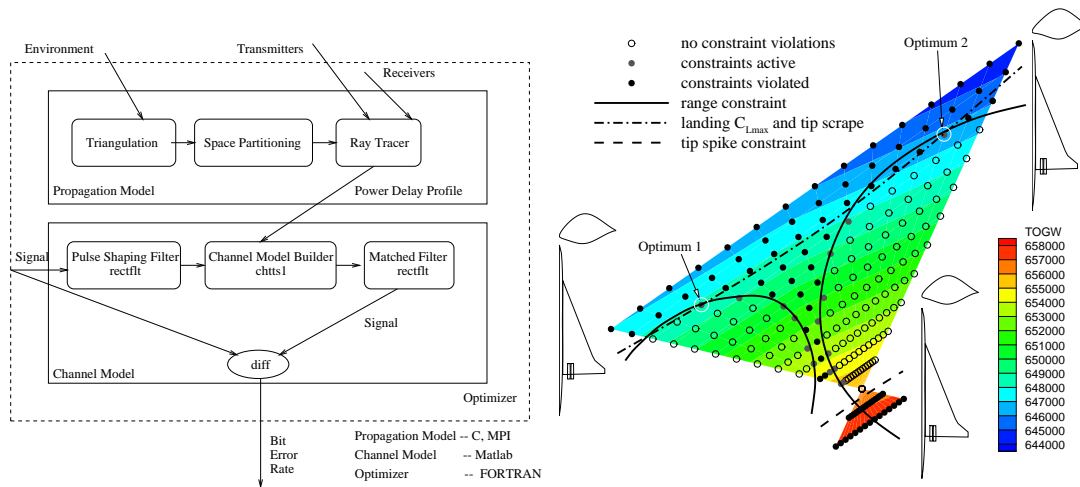 Environment
Transmitters
Receivers
Triangulation
Space Partitioning
Ray Tracer
Propagation Model
Power Delay Profile
Signal
Pulse Shaping Filter
rectflt
Channel Model Builder
chtts1
Matched Filter
rectflt
Signal
diff
Channel Model
Optimizer
Bit
Error
Rate
Propagation Model -- C, MPI
Channel Model -- Matlab
Optimizer -- FORTRAN
no constraint violations
constraints active
constraints violated
range constraint
landing C_Lmax and tip scrape
tip spike constraint
Optimum 2
Optimum 1
TOGW
658000
656000
655000
654000
653000
652000
651000
650000
649000
648000
647000
646000
645000
644000